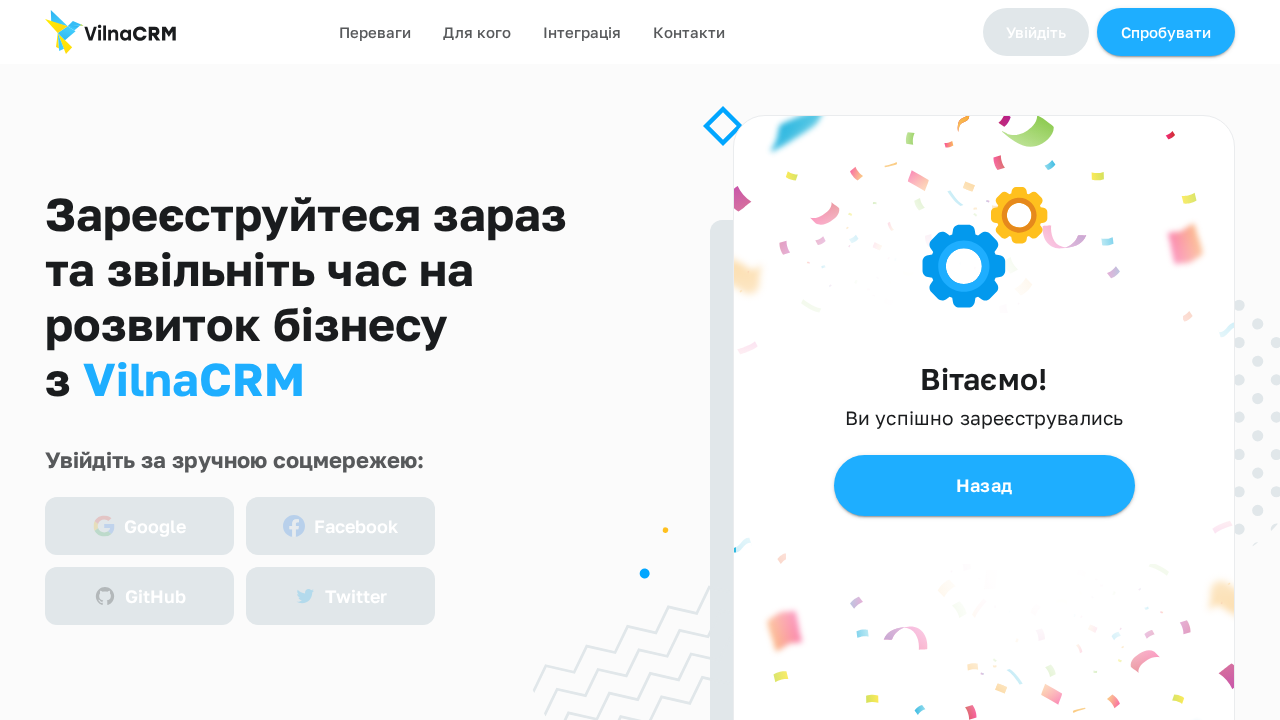 VilnaCRM
Переваги
Для кого
Інтеграція
Контакти
Увійдіть
Спробувати
Зареєструйтеся зараз
та звільніть час на
розвиток бізнесу
з VilnaCRM
Увійдіть за зручною соцмережею:
Google
Facebook
GitHub
Twitter
Вітаємо!
Ви успішно зареєструвались
Назад